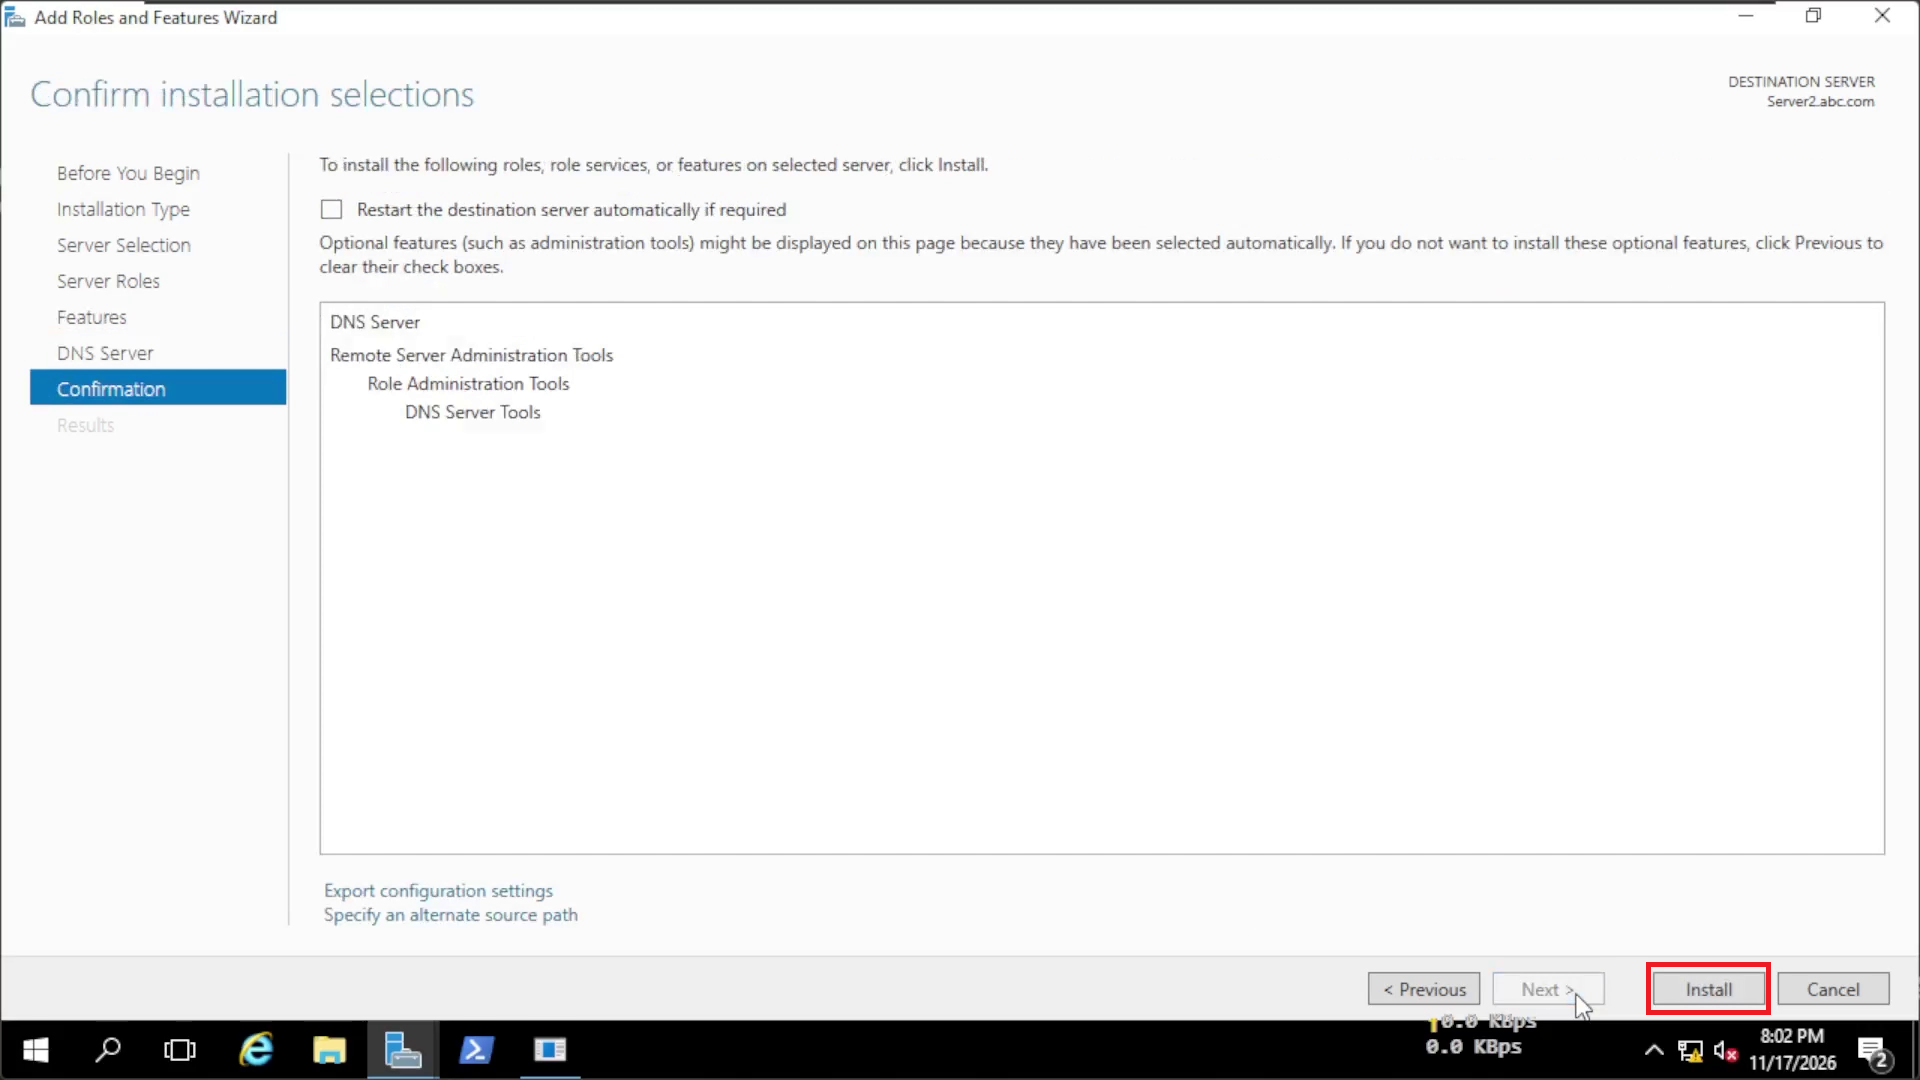 Add Roles and Features Wizard
Confirm installation selections
DESTINATION SERVER
Server2.abc.com
Before You Begin
Installation Type
Server Selection
Server Roles
Features
DNS Server
Confirmation
Results
To install the following roles, role services, or features on selected server, click Install.
Restart the destination server automatically if required
Optional features (such as administration tools) might be displayed on this page because they have been selected automatically. If you do not want to install these optional features, click Previous to
clear their check boxes.
DNS Server
Remote Server Administration Tools
Role Administration Tools
DNS Server Tools
Export configuration settings
Specify an alternate source path
< Previous
Next >
Install
Cancel
0.0 KBps
0.0 KBps
8:02 PM
11/17/2026
2